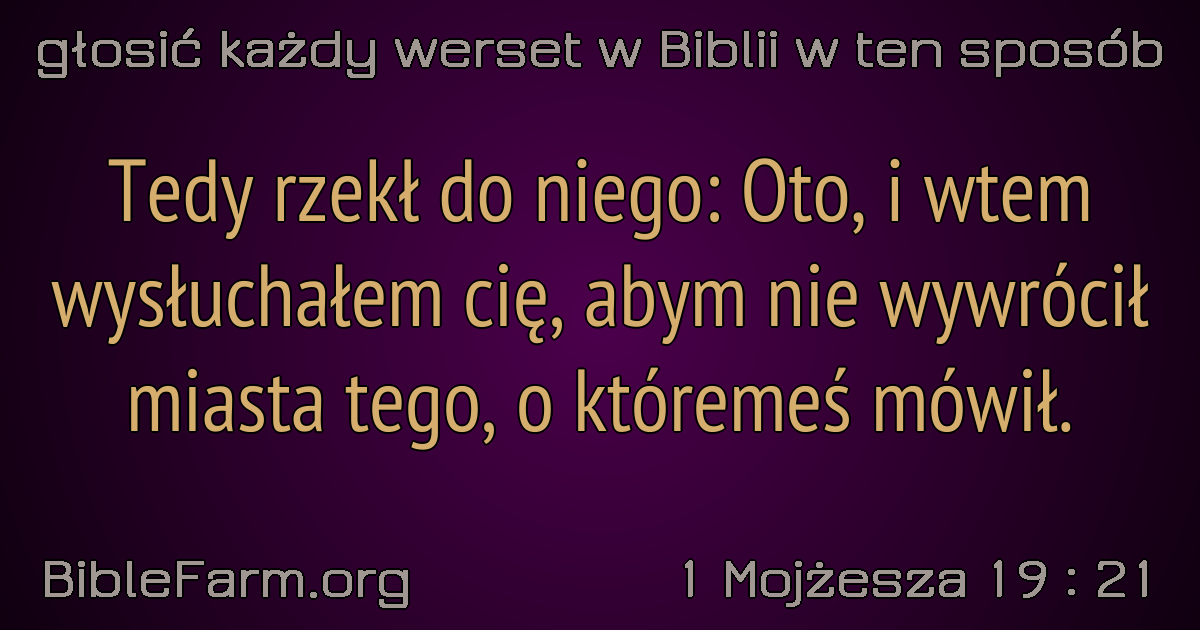 głosić każdy werset w Biblii w ten sposób
Tedy rzekł do niego: Oto, i wtem
wysłuchałem cię, abym nie wywrócił
miasta tego, o któremeś mówił.
BibleFarm.org
1 Mojżesza 19 : 21